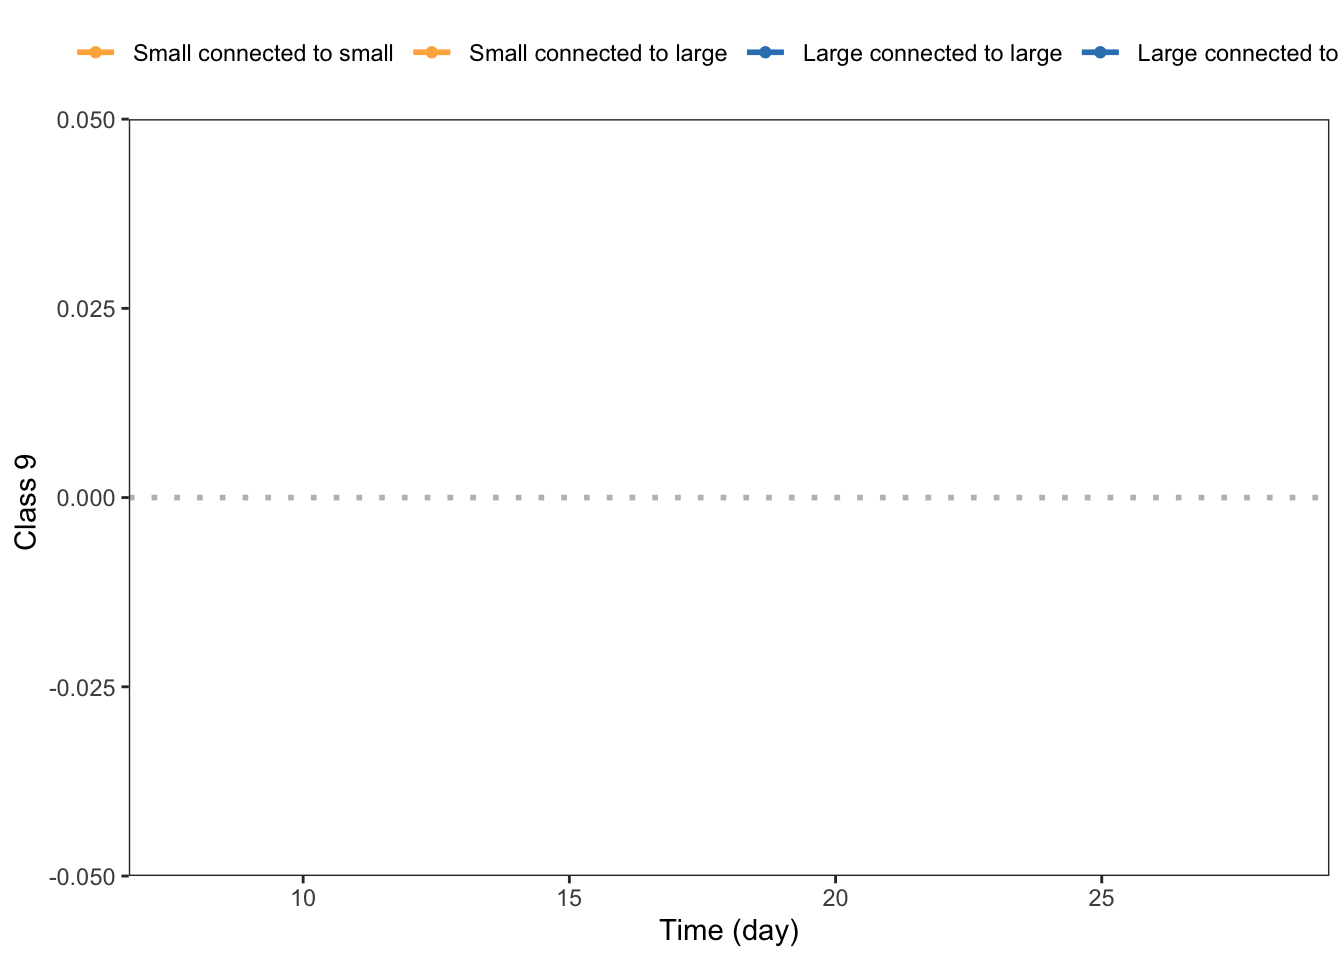 Small connected to small Small connected to large Large connected to large Large connected to
0.050
0.025
0.000
-0.025
-0.050
Class 9
10 15 20 25
Time (day)